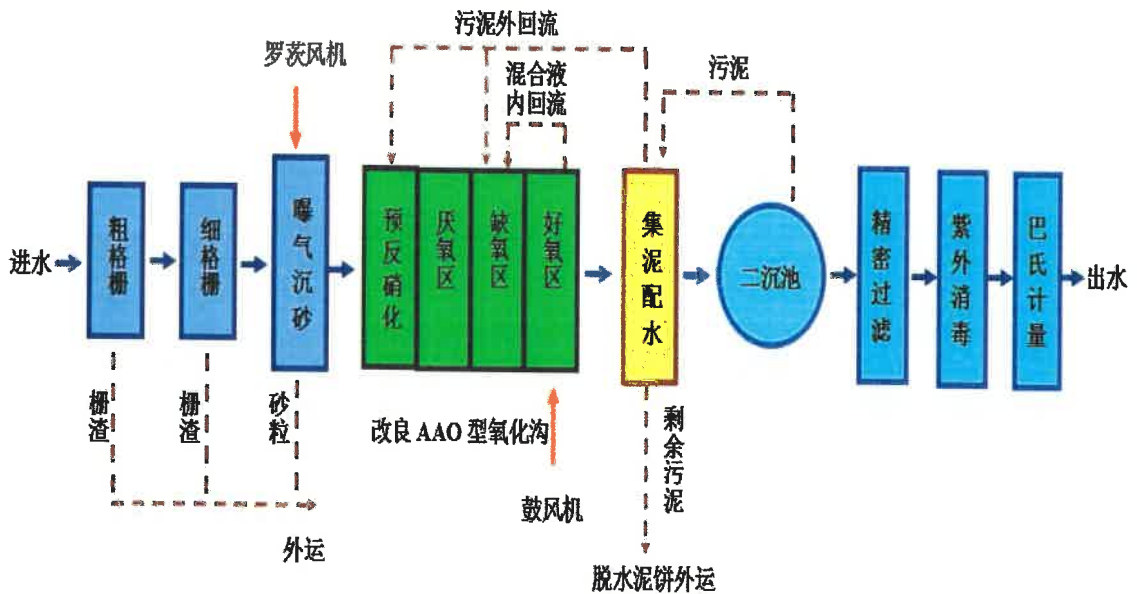 污泥外回流
罗茨风机
混合液
内回流
污泥
进水
粗格栅
细格栅
曝气沉砂
预反硝化
厌氧区
缺氧区
好氧区
集泥配水
二沉池
精密过滤
紫外消毒
巴氏计量
出水
栅渣
栅渣
砂粒
改良 AAO 型氧化沟
剩余污泥
鼓风机
外运
脱水泥饼外运